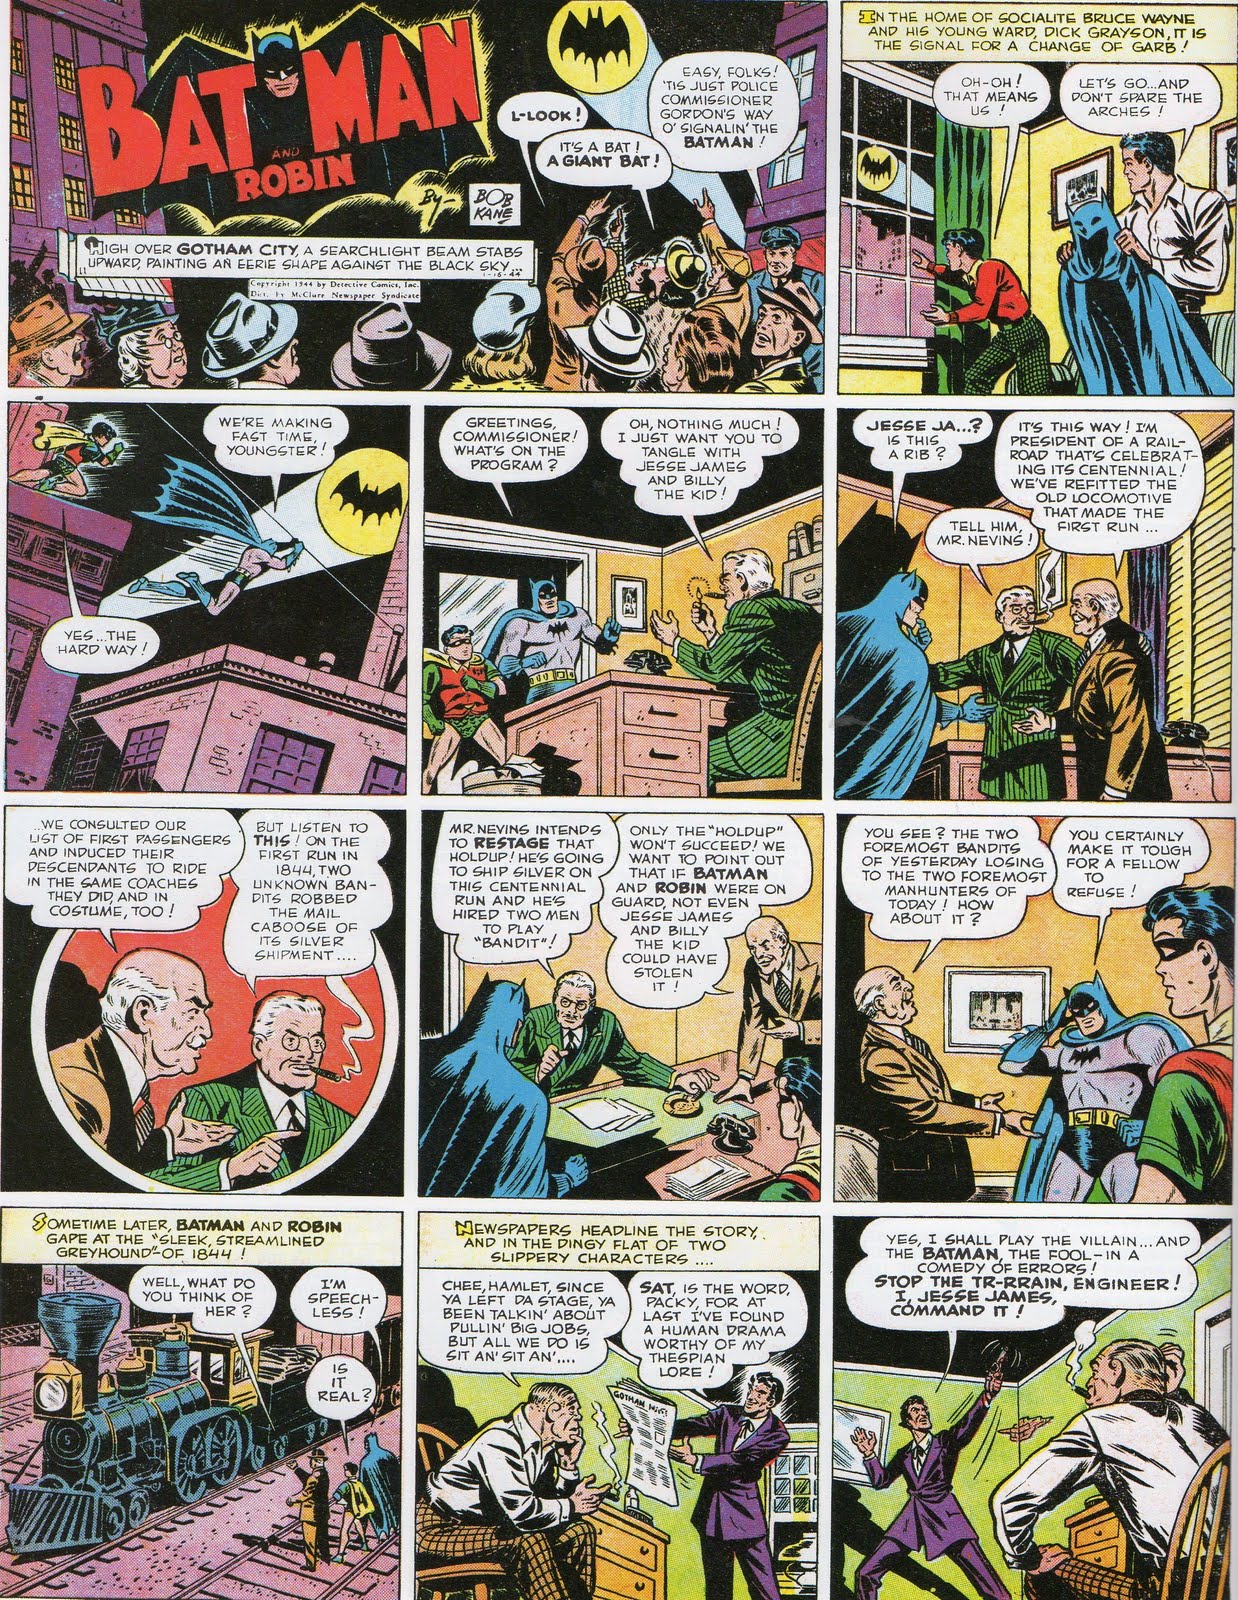 BATMAN
AND
ROBIN
By-
BOB
KANE
HIGH OVER GOTHAM CITY, A SEARCHLIGHT BEAM STABS
UPWARD, PAINTING AN EERIE SHAPE AGAINST THE BLACK SKY...
1-16-44
Copyright 1944 by Detective Comics, Inc.
Dist. by McClure Newspaper Syndicate
L-LOOK!
IT'S A BAT!
A GIANT BAT!
EASY, FOLKS!
'TIS JUST POLICE
COMMISSIONER
GORDON'S WAY
O' SIGNALIN' THE
BATMAN!
IN THE HOME OF SOCIALITE BRUCE WAYNE
AND HIS YOUNG WARD, DICK GRAYSON, IT IS
THE SIGNAL FOR A CHANGE OF GARB!
OH-OH!
THAT MEANS
US!
LET'S GO...AND
DON'T SPARE THE
ARCHES!
WE'RE MAKING
FAST TIME,
YOUNGSTER!
YES...THE
HARD WAY!
GREETINGS,
COMMISSIONER!
WHAT'S ON THE
PROGRAM?
OH, NOTHING MUCH!
I JUST WANT YOU TO
TANGLE WITH
JESSE JAMES
AND BILLY
THE KID!
JESSE JA...?
IS THIS
A RIB?
TELL HIM,
MR. NEVINS!
IT'S THIS WAY! I'M
PRESIDENT OF A RAIL-
ROAD THAT'S CELEBRAT-
ING ITS CENTENNIAL!
WE'VE REFITTED THE
OLD LOCOMOTIVE
THAT MADE THE
FIRST RUN...
...WE CONSULTED OUR
LIST OF FIRST PASSENGERS
AND INDUCED THEIR
DESCENDANTS TO RIDE
IN THE SAME COACHES
THEY DID, AND IN
COSTUME, TOO!
BUT LISTEN TO
THIS! ON THE
FIRST RUN IN
1844, TWO
UNKNOWN BAN-
DITS ROBBED
THE MAIL
CABOOSE OF
ITS SILVER
SHIPMENT....
MR. NEVINS INTENDS
TO RESTAGE THAT
HOLDUP! HE'S GOING
TO SHIP SILVER ON
THIS CENTENNIAL
RUN AND HE'S
HIRED TWO MEN
TO PLAY
"BANDIT"!
ONLY THE "HOLDUP"
WON'T SUCCEED! WE
WANT TO POINT OUT
THAT IF BATMAN
AND ROBIN WERE ON
GUARD, NOT EVEN
JESSE JAMES
AND BILLY
THE KID
COULD HAVE
STOLEN
IT!
YOU SEE? THE TWO
FOREMOST BANDITS
OF YESTERDAY LOSING
TO THE TWO FOREMOST
MANHUNTERS OF
TODAY! HOW
ABOUT IT?
YOU CERTAINLY
MAKE IT TOUGH
FOR A FELLOW
TO
REFUSE!
SOMETIME LATER, BATMAN AND ROBIN
GAPE AT THE "SLEEK, STREAMLINED
GREYHOUND"-OF 1844!
WELL, WHAT DO
YOU THINK OF
HER?
I'M
SPEECH-
LESS!
IS
IT
REAL?
NEWSPAPERS HEADLINE THE STORY,
AND IN THE DINGY FLAT OF TWO
SLIPPERY CHARACTERS....
CHEE, HAMLET, SINCE
YA LEFT DA STAGE, YA
BEEN TALKIN' ABOUT
PULLIN' BIG JOBS,
BUT ALL WE DO IS
SIT AN' SIT AN'....
SAT, IS THE WORD,
PACKY, FOR AT
LAST I'VE FOUND
A HUMAN DRAMA
WORTHY OF MY
THESPIAN
LORE!
GOTHAM
YES, I SHALL PLAY THE VILLAIN...AND
THE BATMAN, THE FOOL-IN A
COMEDY OF ERRORS!
STOP THE TR-RRAIN, ENGINEER!
I, JESSE JAMES,
COMMAND IT!